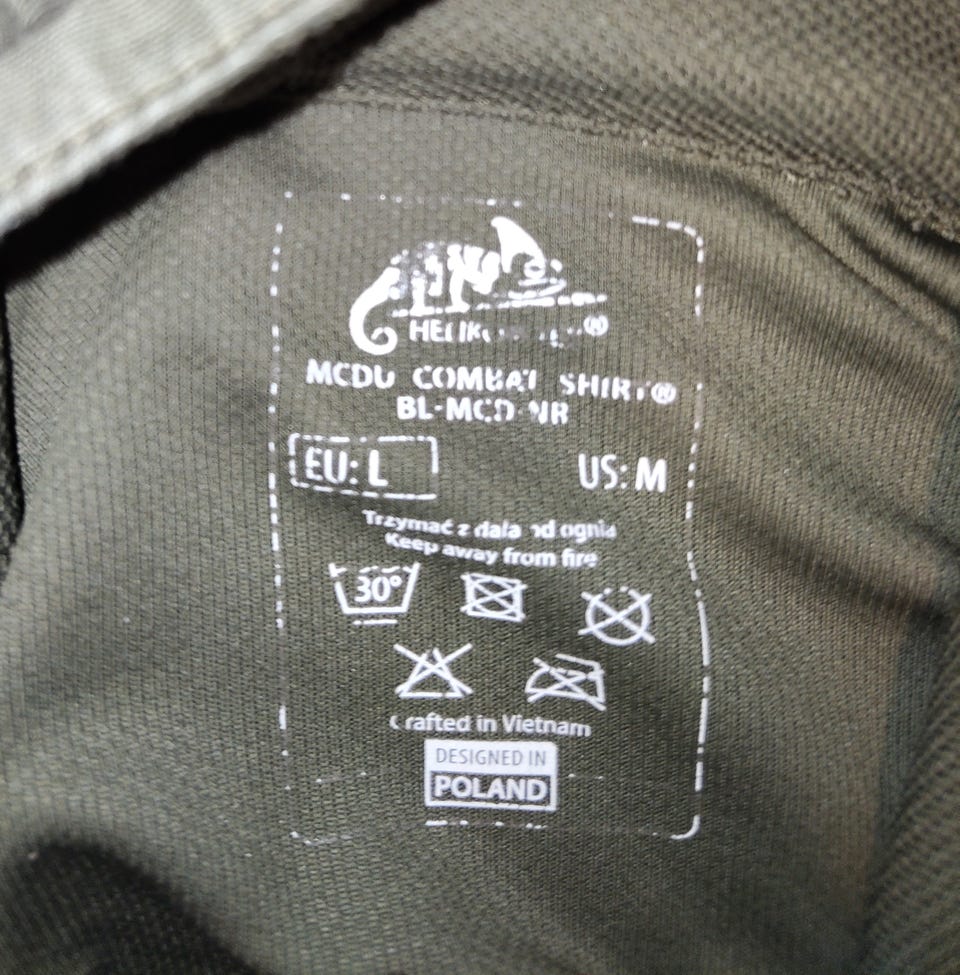 MCDU COMBAT SHIRT®
BL-MCD-NR
EU: L
US: M
Trzymać z dala od ognia
Keep away from fire
30°
Crafted in Vietnam
DESIGNED IN
POLAND